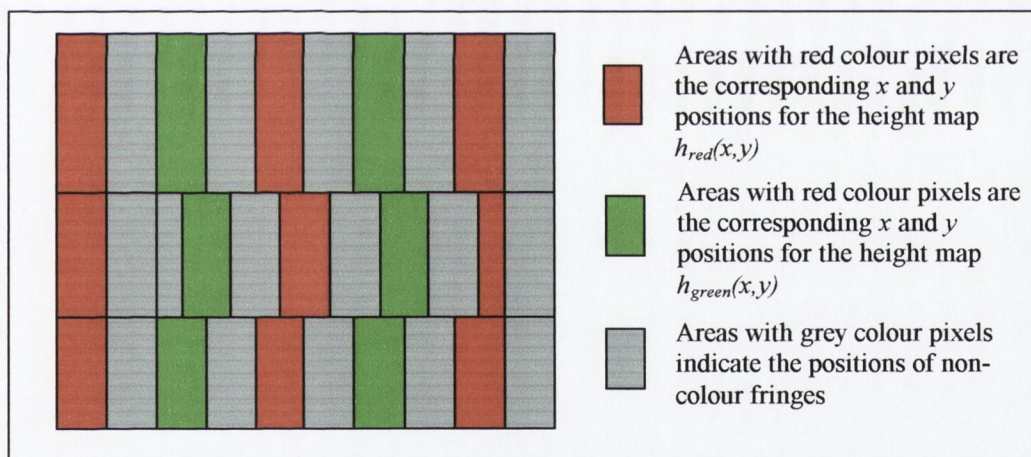 Areas with red colour pixels are
the corresponding x and y
positions for the height map
hred(x,y)
Areas with red colour pixels are
the corresponding x and y
positions for the height map
hgreen(x,y)
Areas with grey colour pixels
indicate the positions of non-
colour fringes